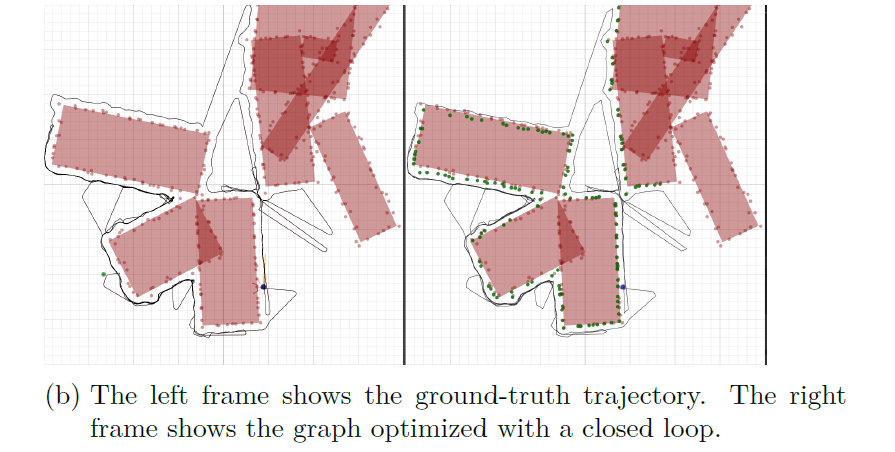 (b) The left frame shows the ground-truth trajectory. The right
frame shows the graph optimized with a closed loop.